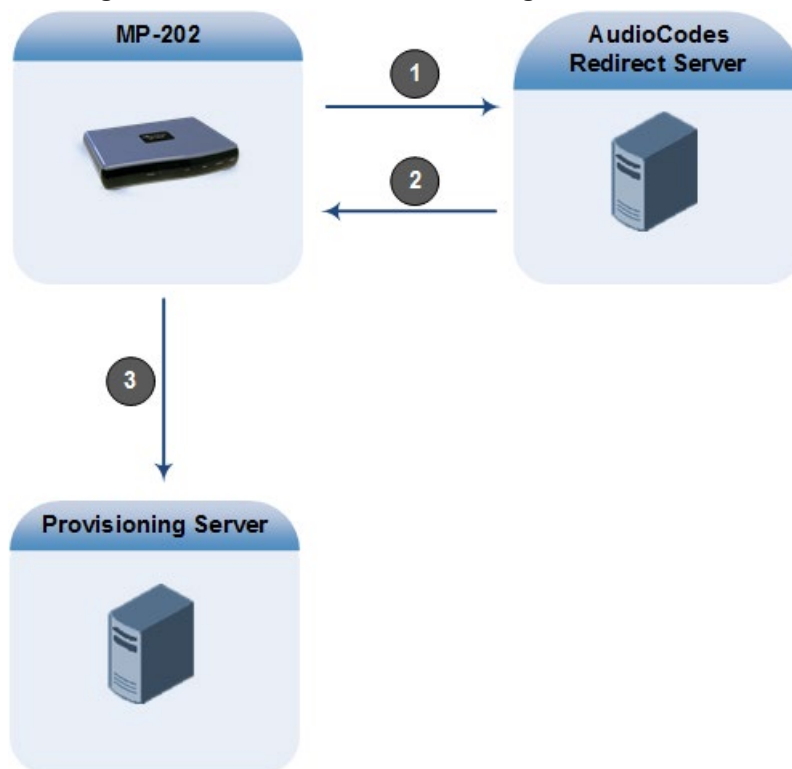 MP-202
AudioCodes
Redirect Server
1
2
3
Provisioning Server